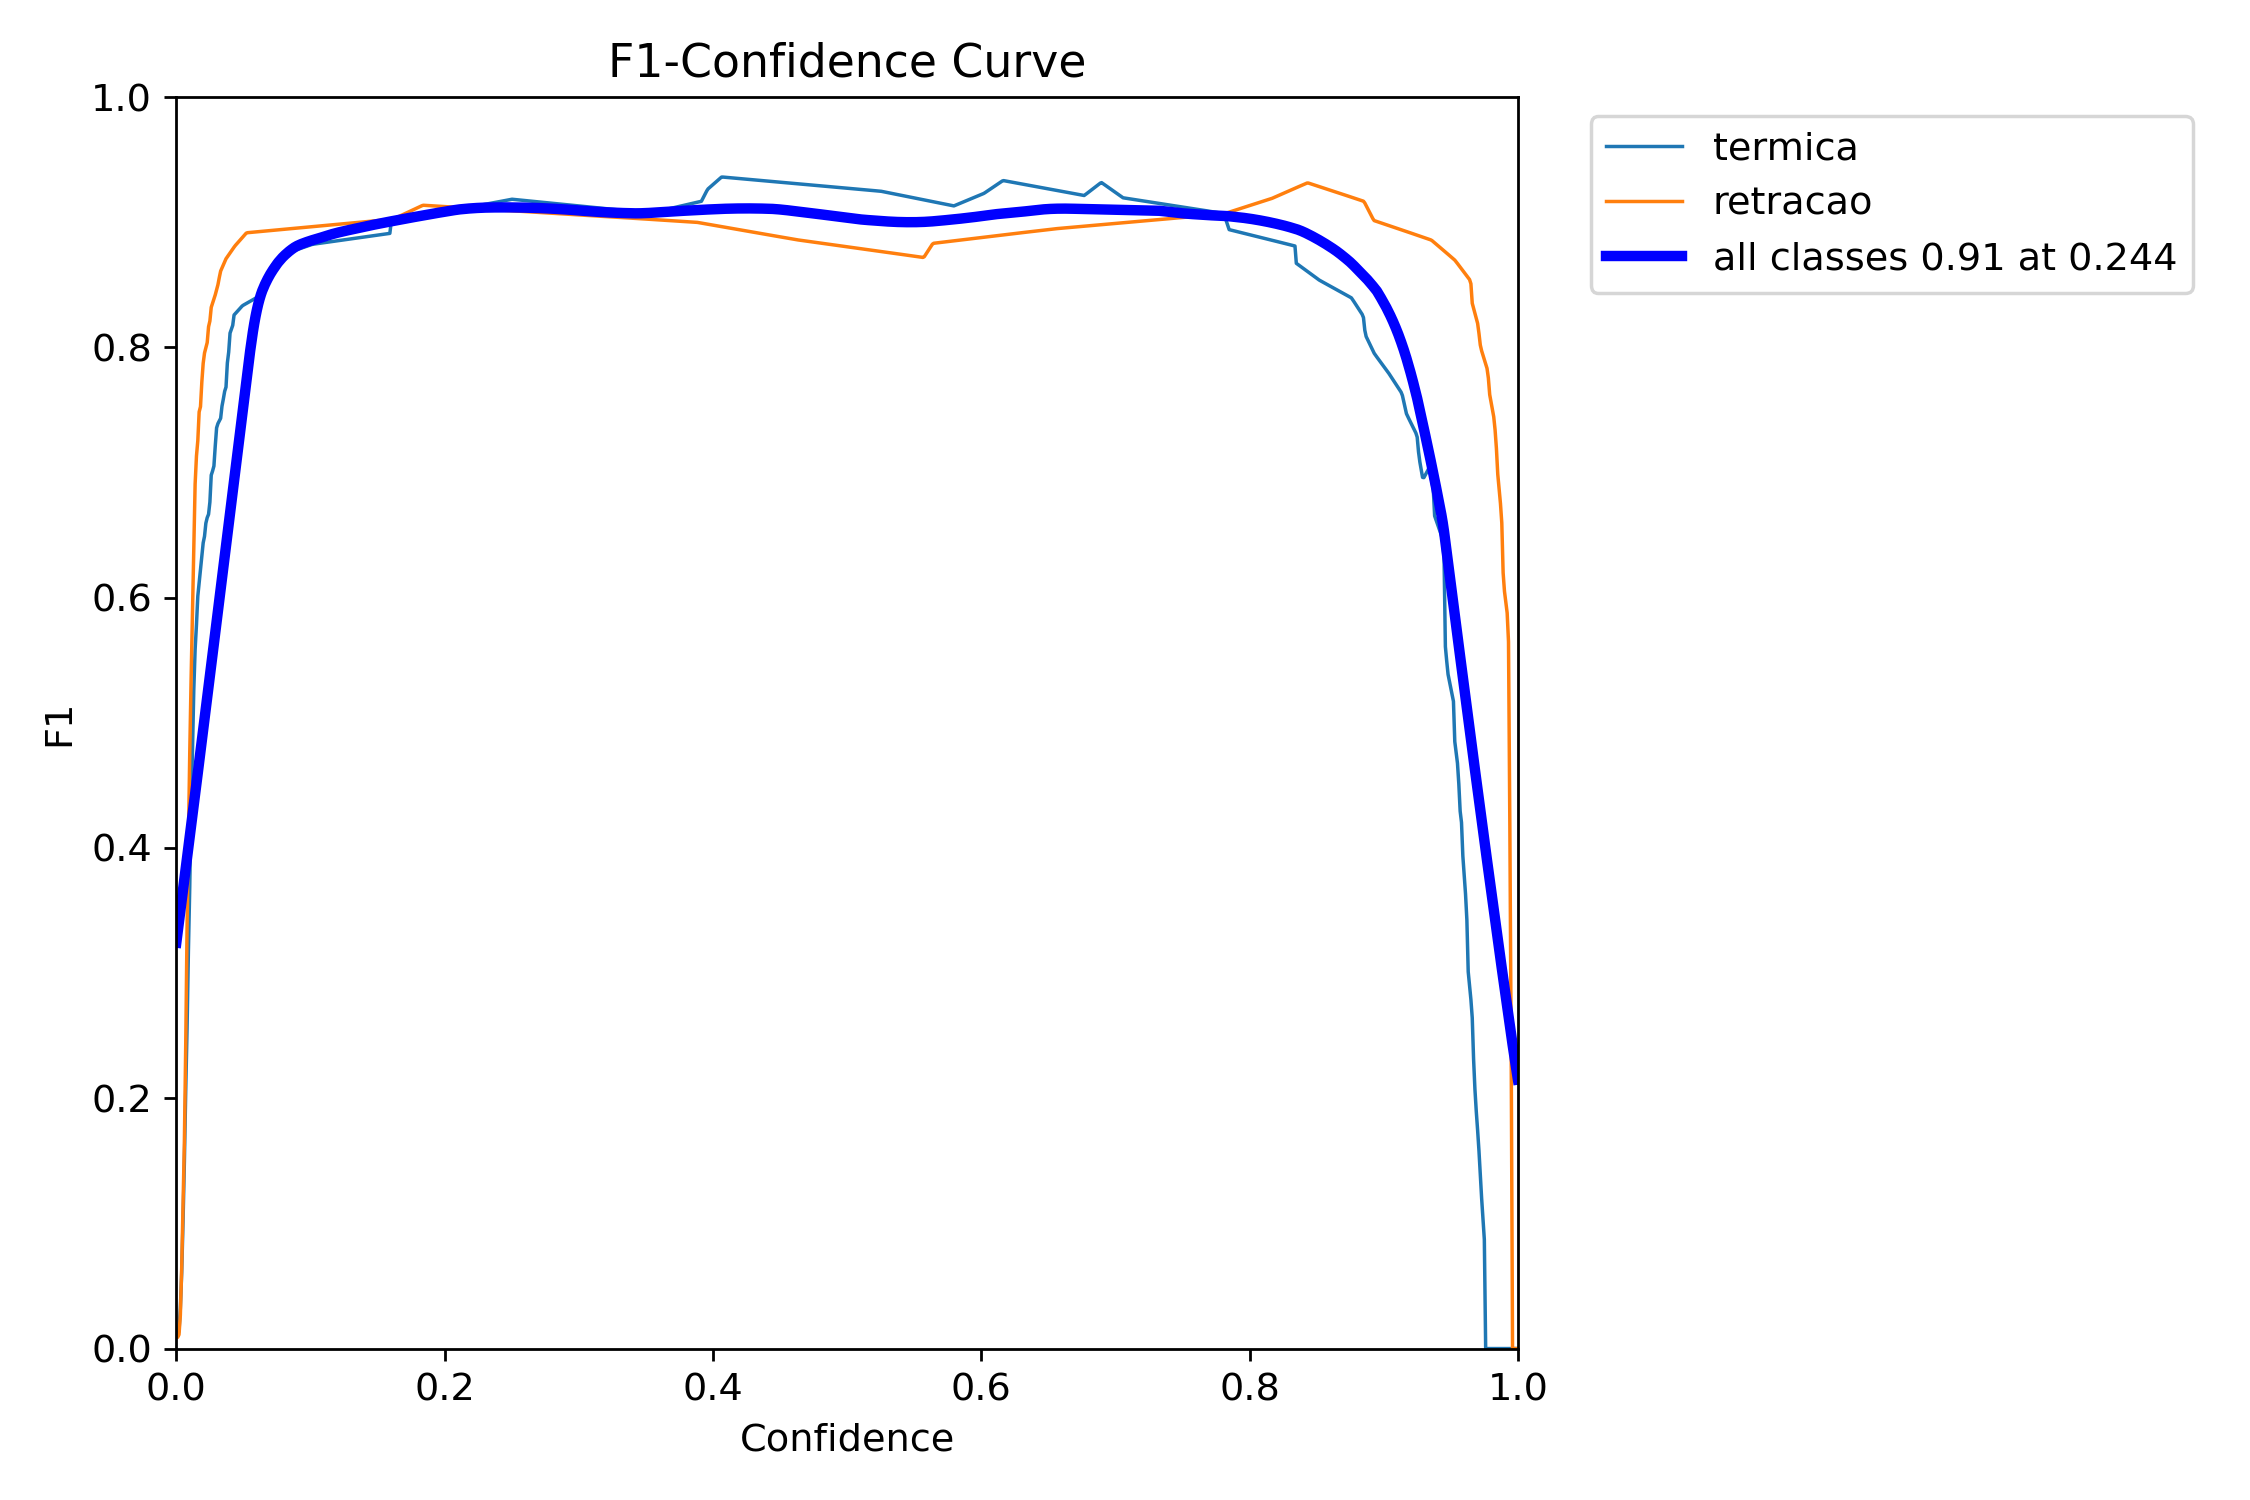 F1-Confidence Curve
1.0
0.8
0.6
0.4
0.2
0.0
F1
0.0 0.2 0.4 0.6 0.8 1.0
Confidence
termica
retracao
all classes 0.91 at 0.244